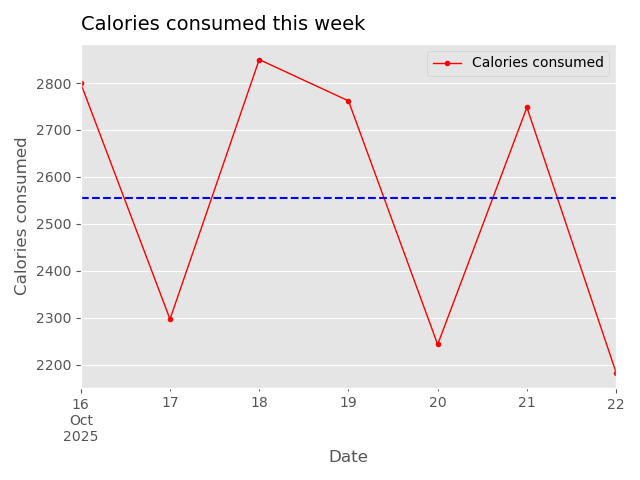 Calories consumed this week
Calories consumed
2800
2700
2600
2500
2400
2300
2200
Calories consumed
16 17 18 19 20 21 22
Oct
2025
Date